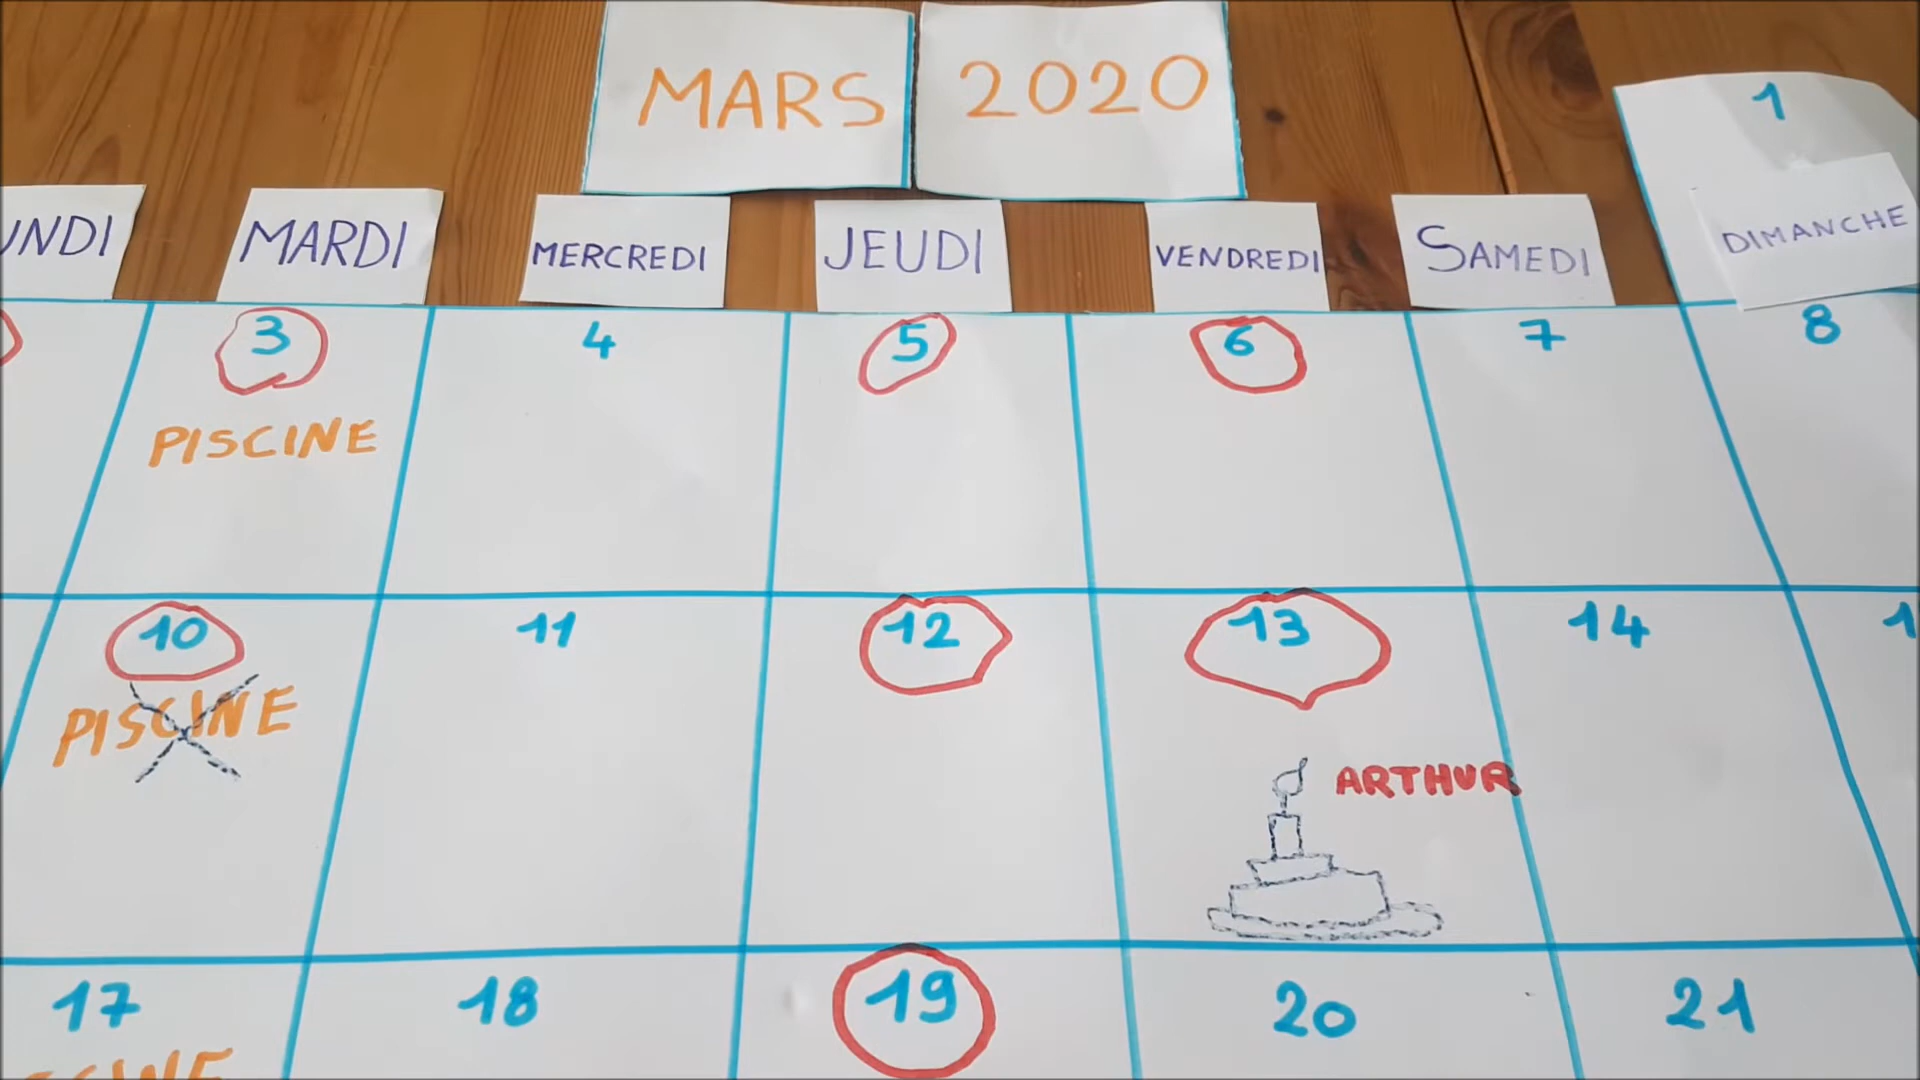 MARS 2020
1
UNDI MARDI MERCREDI JEUDI VENDREDI SAMEDI DIMANCHE
3 4 5 6 7 8
PISCINE
10 11 12 13 14
PISCINE
ARTHUR
17 18 19 20 21